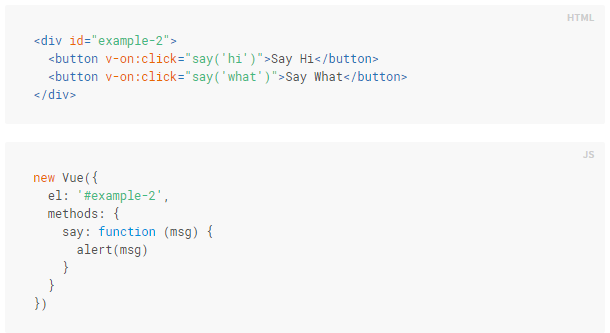 HTML
<div id="example-2">
  <button v-on:click="say('hi')">Say Hi</button>
  <button v-on:click="say('what')">Say What</button>
</div>
JS
new Vue({
  el: '#example-2',
  methods: {
    say: function (msg) {
      alert(msg)
    }
  }
})